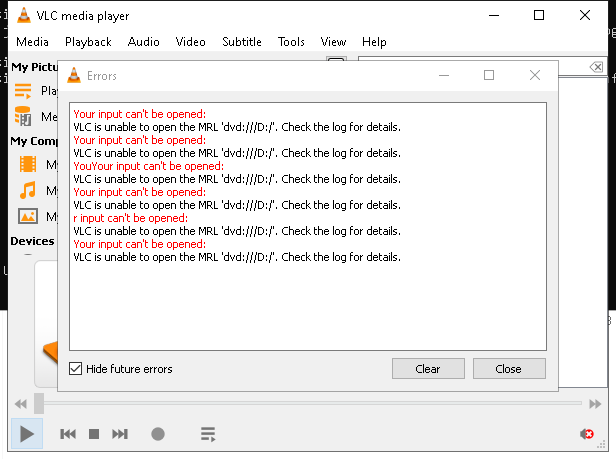 VLC media player
Media Playback Audio Video Subtitle Tools View Help
My Pictu
Errors
Play
Me
My Comp
My
My
My
Devices
Your input can't be opened:
VLC is unable to open the MRL 'dvd:///D:/'. Check the log for details.
Your input can't be opened:
VLC is unable to open the MRL 'dvd:///D:/'. Check the log for details.
YouYour input can't be opened:
VLC is unable to open the MRL 'dvd:///D:/'. Check the log for details.
Your input can't be opened:
VLC is unable to open the MRL 'dvd:///D:/'. Check the log for details.
r input can't be opened:
VLC is unable to open the MRL 'dvd:///D:/'. Check the log for details.
Your input can't be opened:
VLC is unable to open the MRL 'dvd:///D:/'. Check the log for details.
Hide future errors
Clear Close